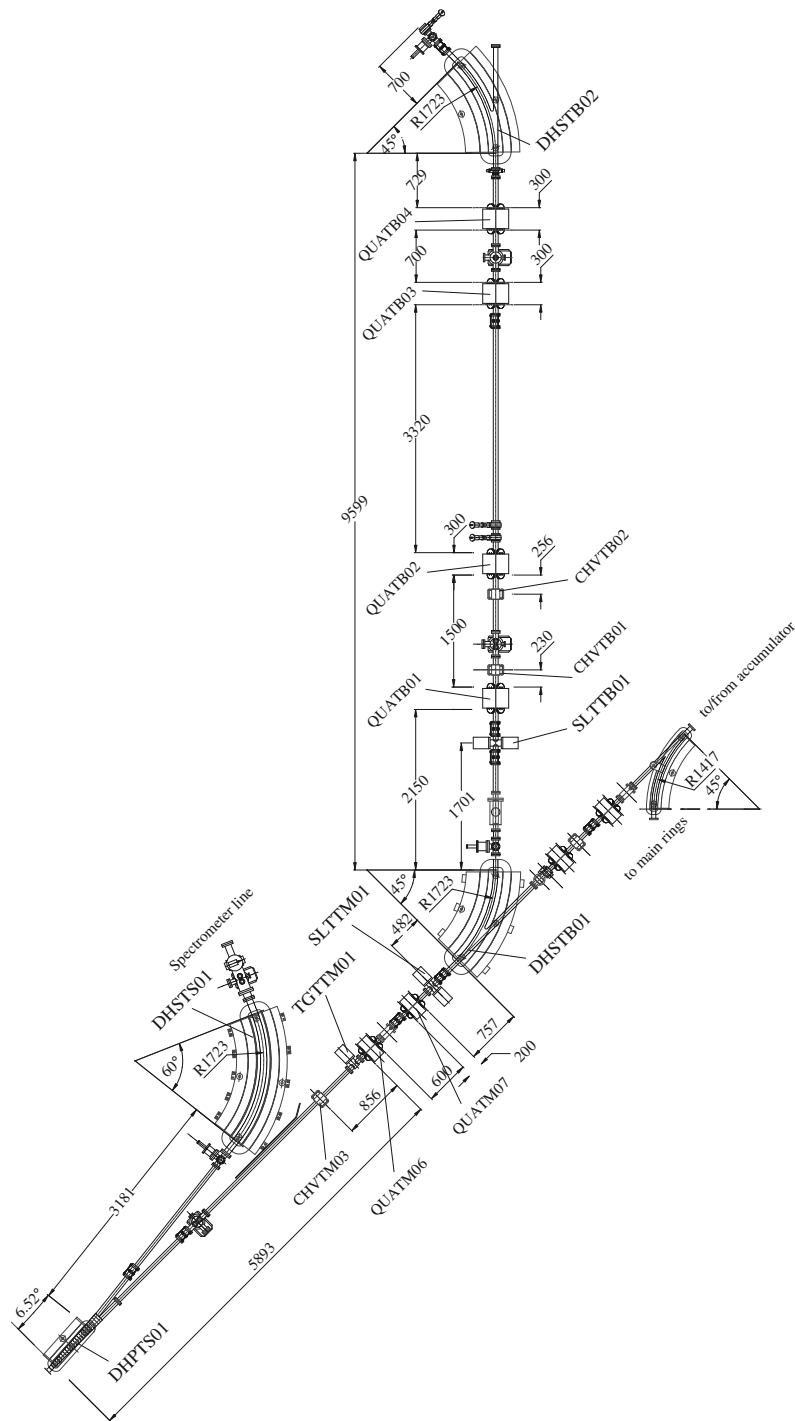 700
R1723
45°
DHSTB02
729
300
QUATB04
700
300
QUATB03
3320
9599
300
256
QUATB02
CHVTB02
1500
230
CHVTB01
QUATB01
SLTTB01
to/from accumulator
2150
1701
R1417
45°
to main rings
45°
R1723
482
SLTTM01
DHSTB01
Spectrometer line
TGTTM01
DHSTS01
757
60°
R1723
200
600
856
QUATM07
CHVTM03
QUATM06
3181
5893
6.52°
DHPTS01